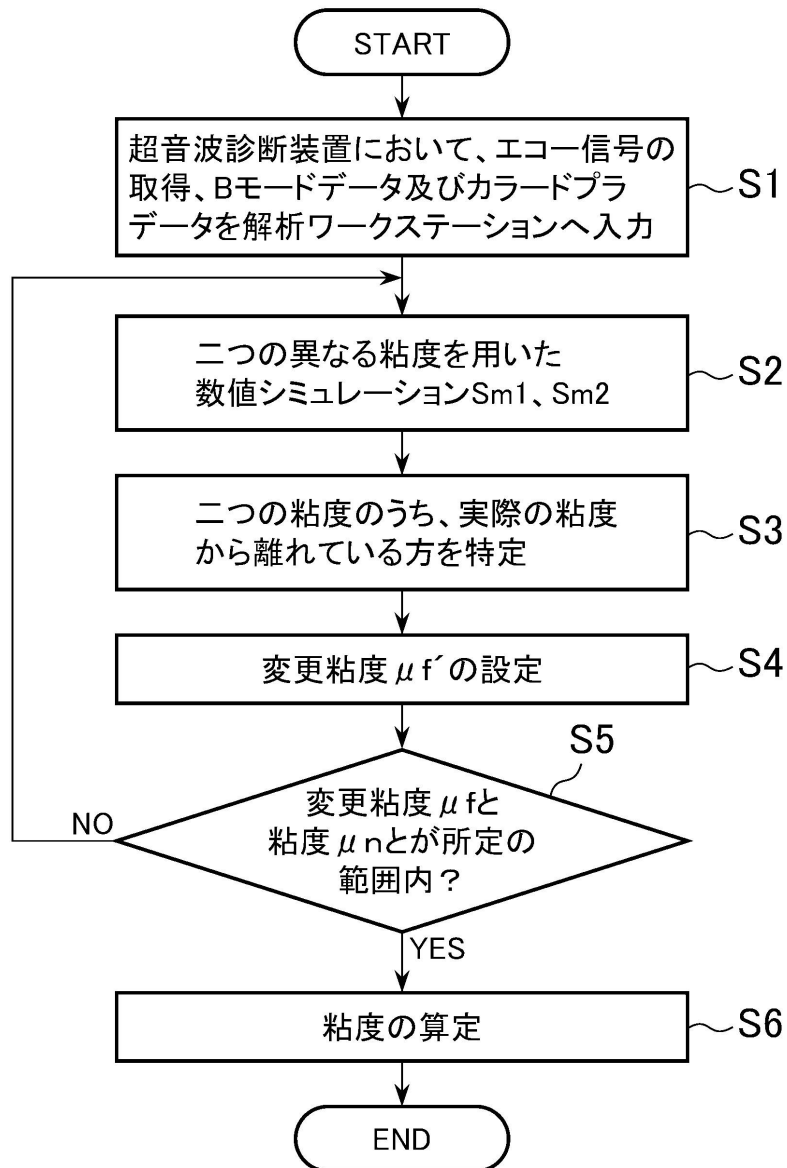 START
超音波診断装置において、エコー信号の
取得、Bモードデータ及びカラードプラ
データを解析ワークステーションへ入力
S1
二つの異なる粘度を用いた
数値シミュレーションSm1、Sm2
S2
二つの粘度のうち、実際の粘度
から離れている方を特定
S3
変更粘度μf´の設定
S4
S5
変更粘度μfと
粘度μnとが所定の
範囲内?
NO
YES
粘度の算定
S6
END